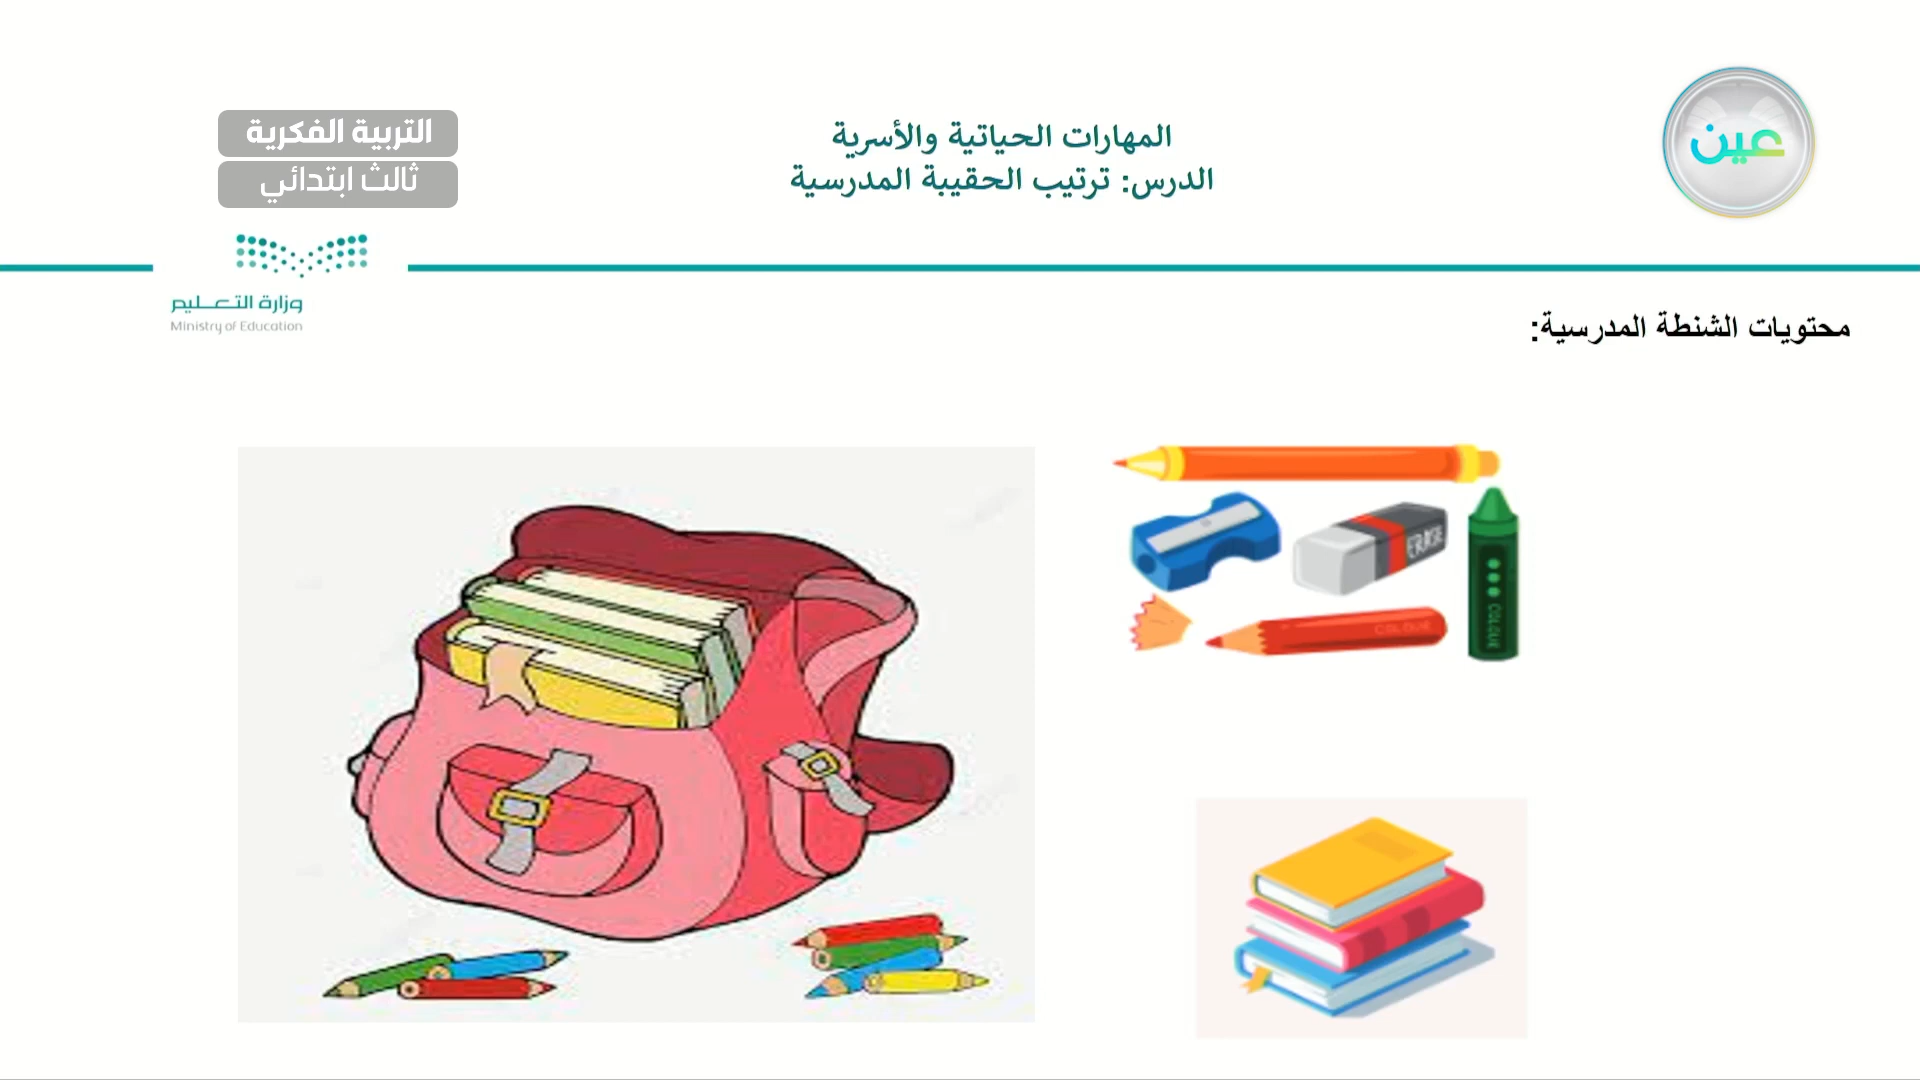 عين
المهارات الحياتية والأسرية
الدرس: ترتيب الحقيبة المدرسية
التربية الفكرية
ثالث ابتدائي
وزارة التعـليم
Ministry of Education
محتويات الشنطة المدرسية:
ERASE
COLOUR
COLOUR